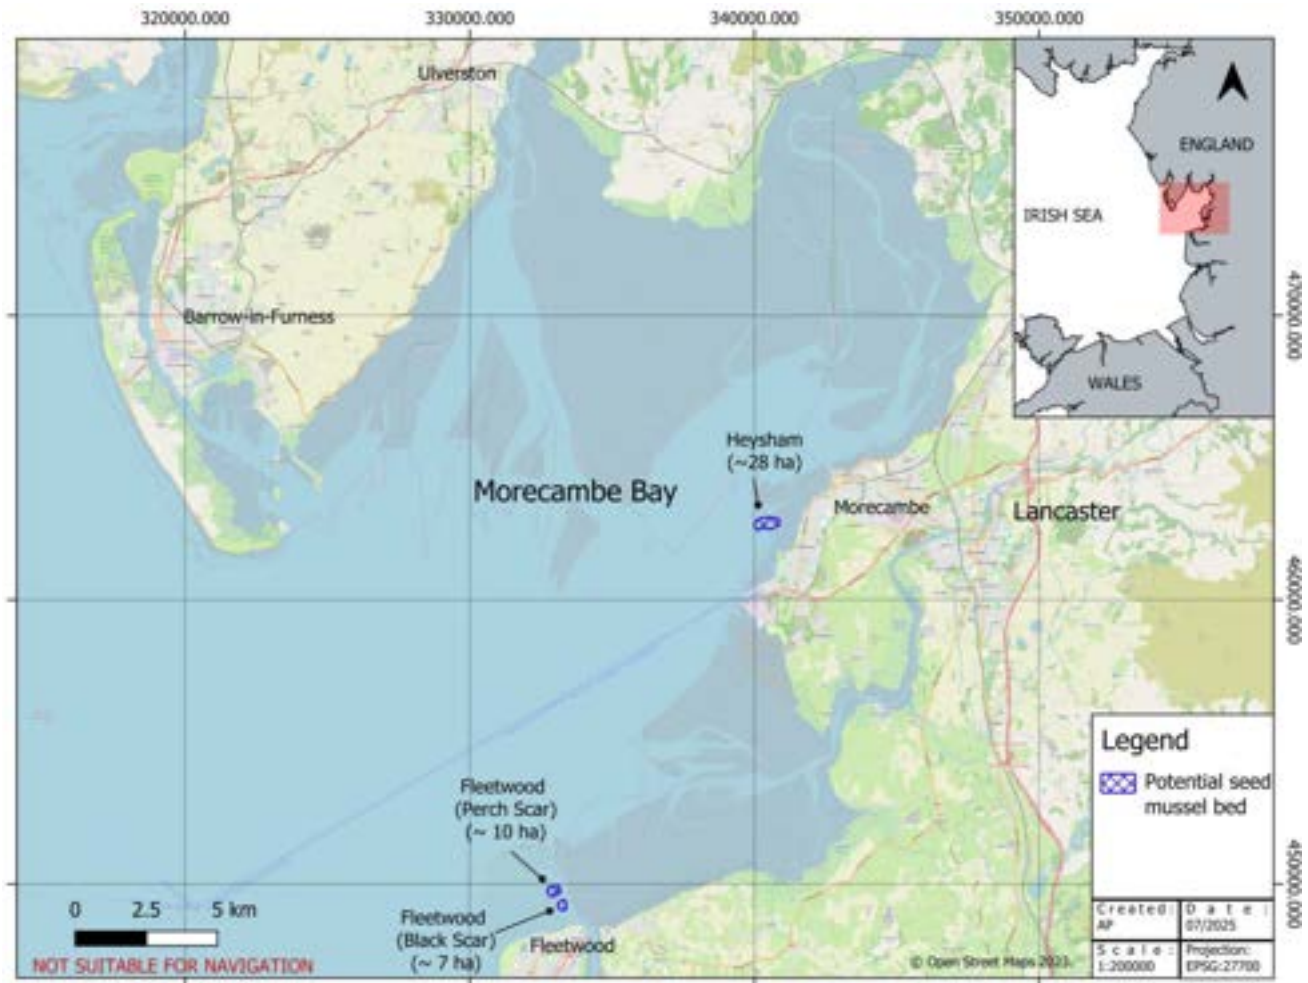 320000.000
330000.000
340000.000
350000.000
Ulverston
ENGLAND
IRISH SEA
WALES
470000.000
Barrow-in-Furness
Heysham
(~28 ha)
Morecambe Bay
Morecambe
Lancaster
460000.000
Legend
Potential seed
mussel bed
Fleetwood
(Perch Scar)
(~ 10 ha)
450000.000
Fleetwood
(Black Scar)
(~ 7 ha)
Fleetwood
0 2.5 5 km
NOT SUITABLE FOR NAVIGATION
© Open Street Maps 2023.
Created:
AP
Date:
07/2025
Scale:
1:200000
Projection:
EPSG:27700